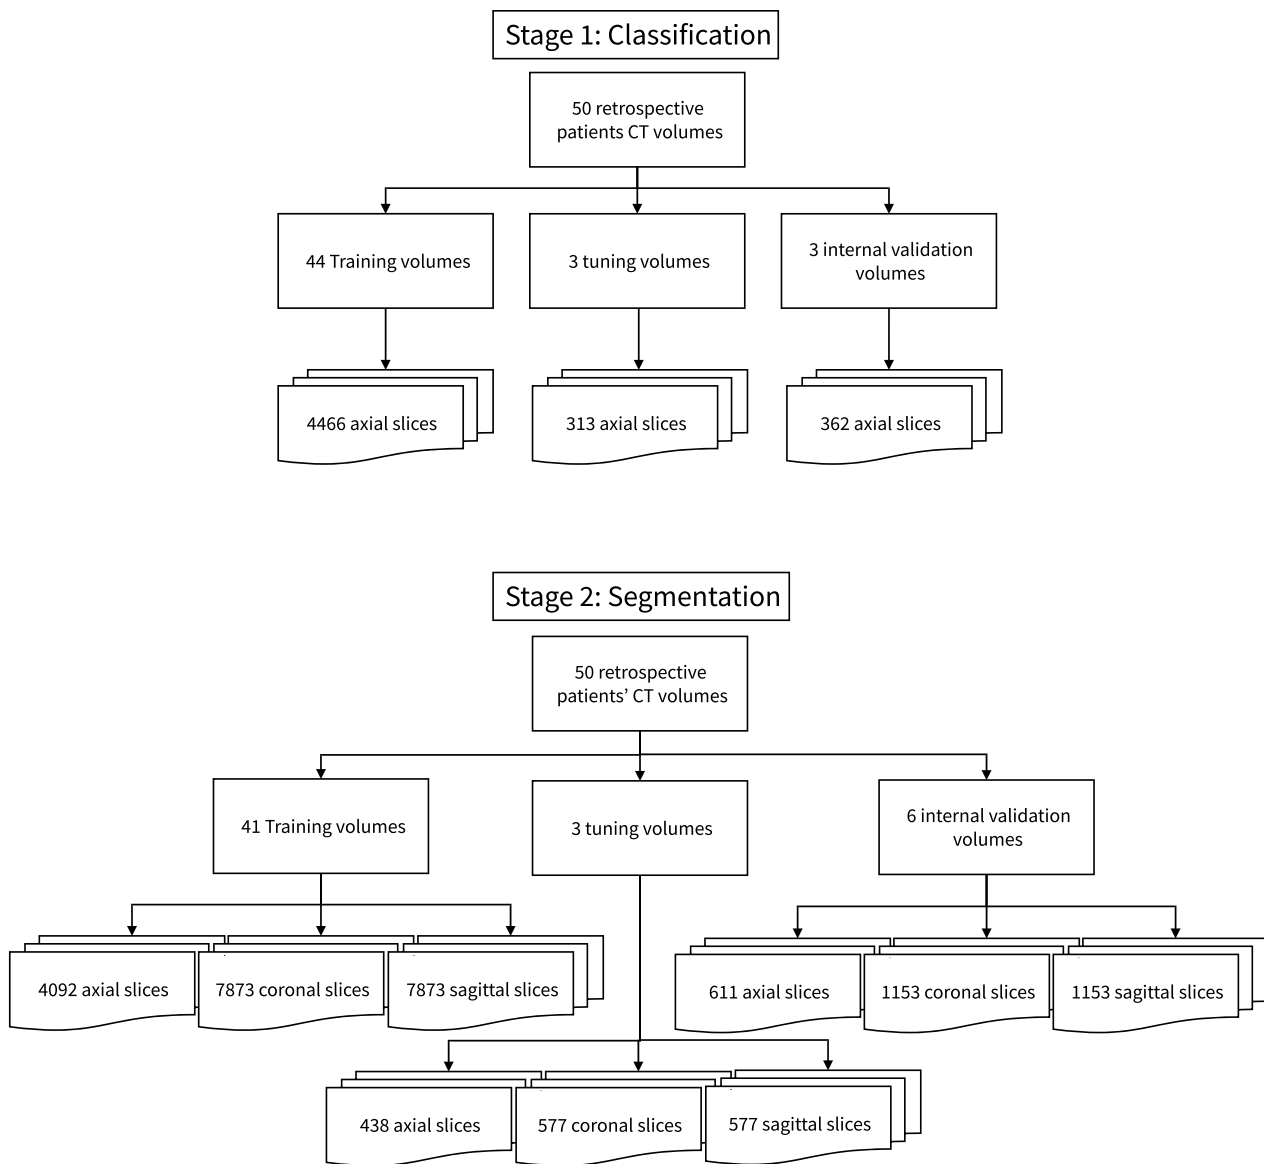 Stage 1: Classification
50 retrospective
patients CT volumes
44 Training volumes
3 tuning volumes
3 internal validation
volumes
4466 axial slices
313 axial slices
362 axial slices
Stage 2: Segmentation
50 retrospective
patients’ CT volumes
41 Training volumes
3 tuning volumes
6 internal validation
volumes
4092 axial slices
7873 coronal slices
7873 sagittal slices
611 axial slices
1153 coronal slices
1153 sagittal slices
438 axial slices
577 coronal slices
577 sagittal slices